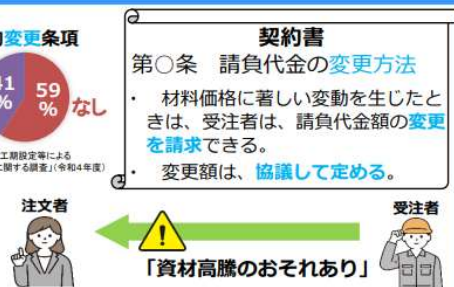 変更条項
41
%
59
%
なし
工期設定等による
に関する調査」(令和4年度)
契約書
第○条 請負代金の変更方法
・ 材料価格に著しい変動を生じたと
きは、受注者は、請負代金額の変更
を請求できる。
・ 変更額は、協議して定める。
注文者
受注者
「資材高騰のおそれあり」